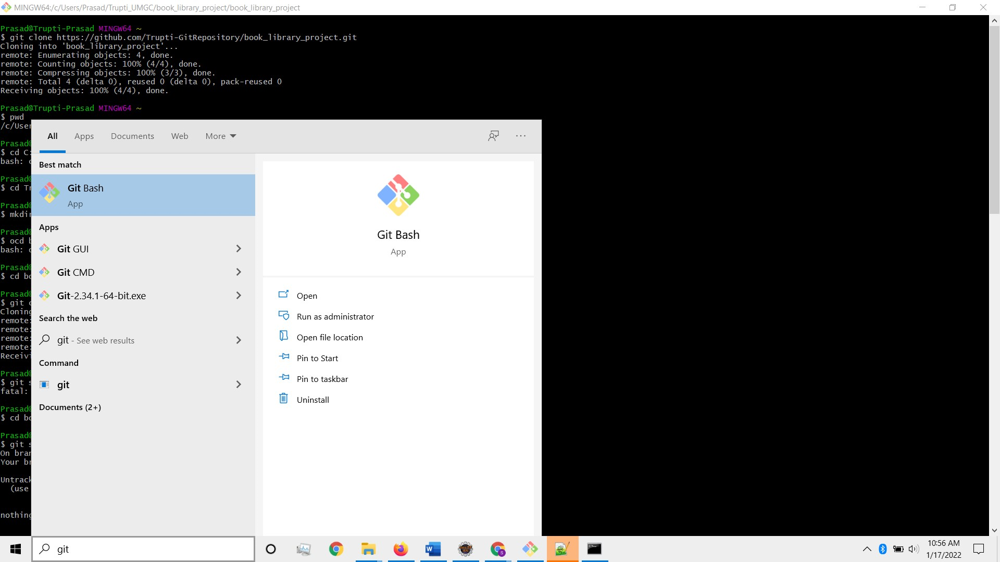 MINGW64:/c/Users/Prasad/Trupti_UMGC/book_library_project/book_library_project
Prasad@Trupti-Prasad MINGW64 ~
$ git clone https://github.com/Trupti-GitRepository/book_library_project.git
Cloning into 'book_library_project'...
remote: Enumerating objects: 4, done.
remote: Counting objects: 100% (4/4), done.
remote: Compressing objects: 100% (3/3), done.
remote: Total 4 (delta 0), reused 0 (delta 0), pack-reused 0
Receiving objects: 100% (4/4), done.
Prasad@Trupti-Prasad MINGW64 ~
$ pwd
/c/User
Prasad@
$ cd C:
bash:
Prasad@
$ cd Tr
Prasad@
$ mkdir
Prasad@
$ ocd b
bash:
Prasad@
$ cd bo
Prasad@
$ git c
Cloning
remote:
remote:
remote:
remote:
Receivi
Prasad@
$ git s
fatal:
Prasad@
$ cd bo
Prasad@
$ git s
On bran
Your br
Untrack
(use
nothing
All Apps Documents Web More
Best match
Git Bash
App
Apps
Git GUI
Git CMD
Git-2.34.1-64-bit.exe
Search the web
git - See web results
Command
git
Documents (2+)
Git Bash
App
Open
Run as administrator
Open file location
Pin to Start
Pin to taskbar
Uninstall
git
10:56 AM
1/17/2022